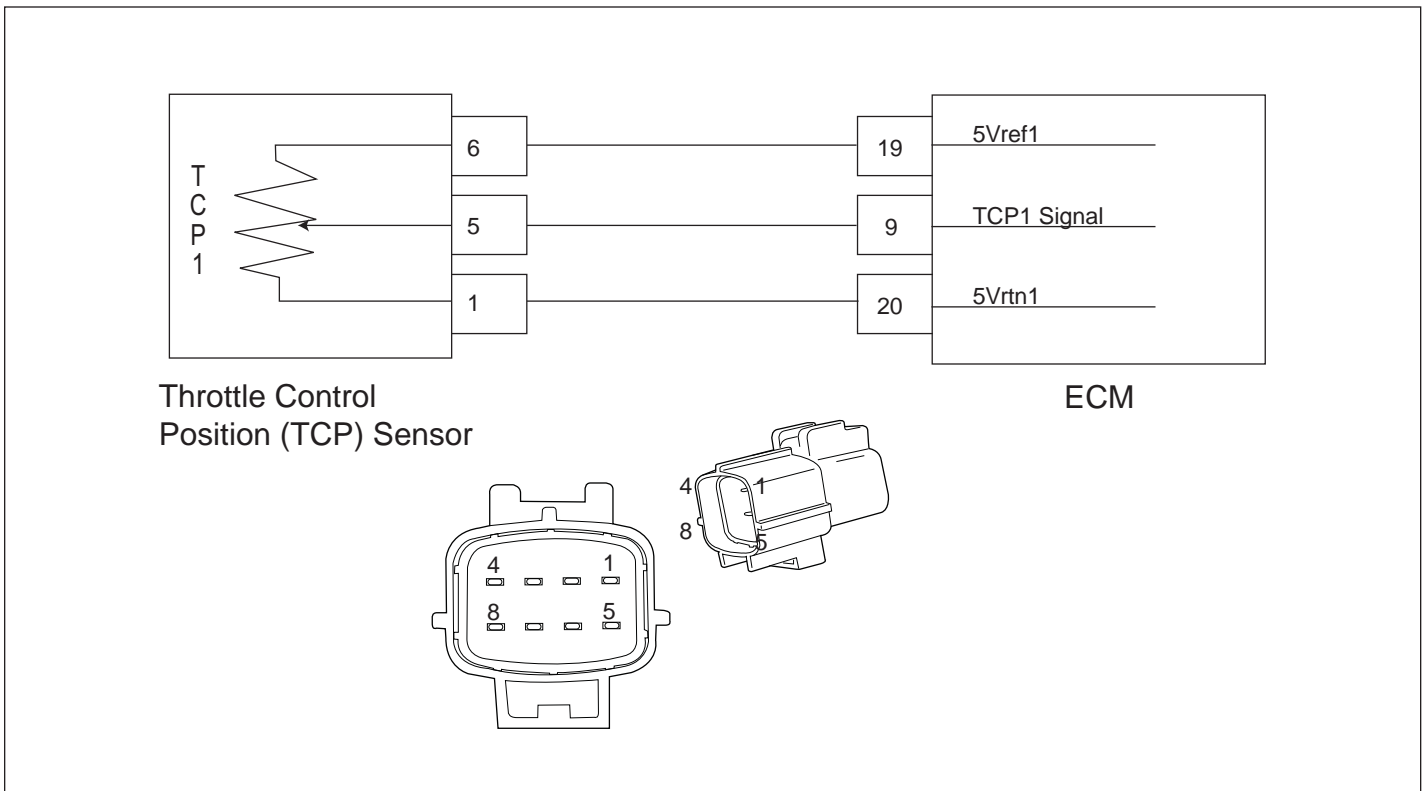 TCP1
6
5
1
19
9
20
5Vref1
TCP1 Signal
5Vrtn1
Throttle Control
Position (TCP) Sensor
ECM
4
1
8
5
4
1
8
5